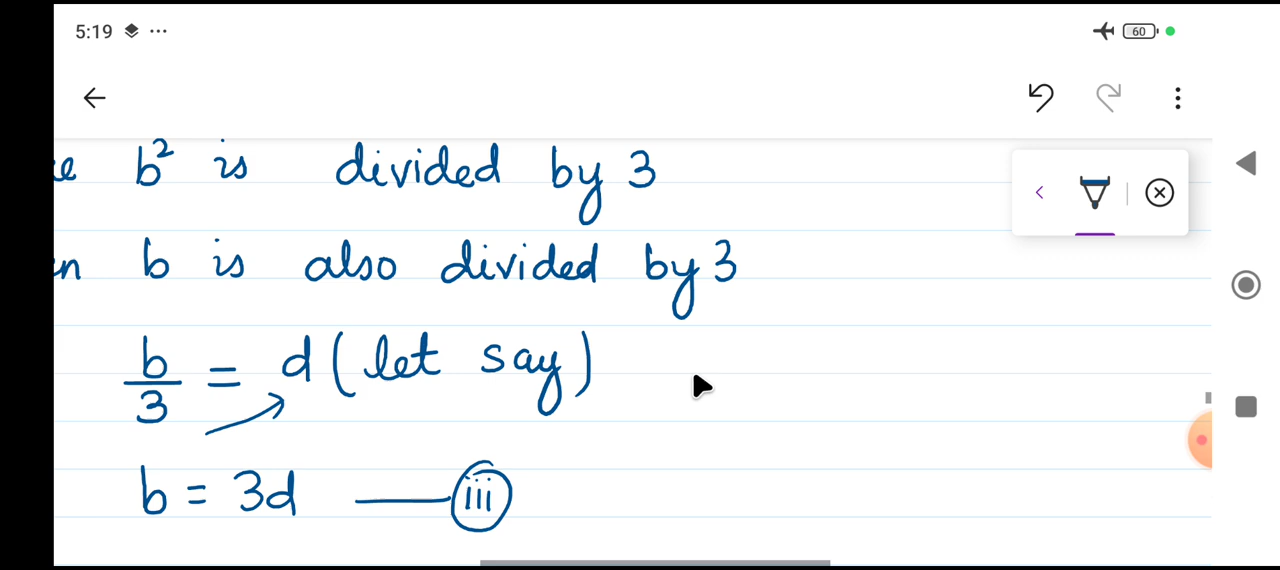 5:19 ...
60
b² is divided by 3
b is also divided by 3
b/3 = d (let say)
b = 3d — iii